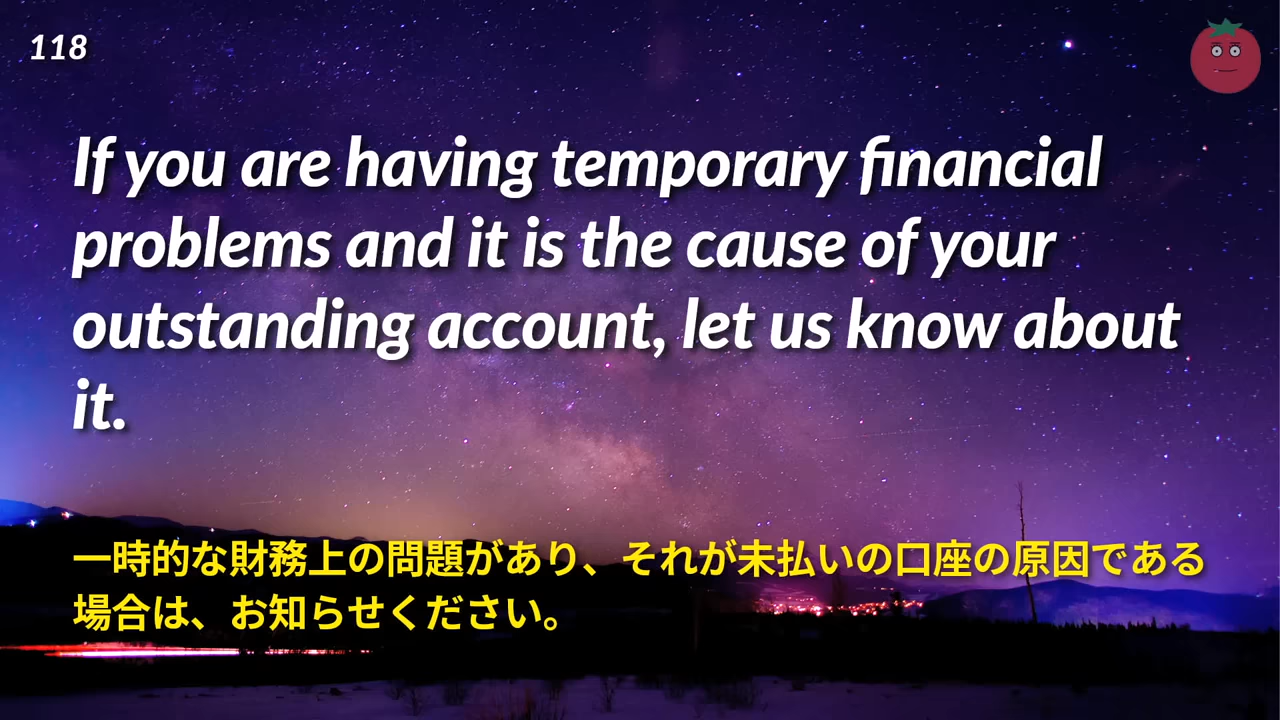 118
If you are having temporary financial
problems and it is the cause of your
outstanding account, let us know about
it.
一時的な財務上の問題があり、それが未払いの口座の原因である
場合は、お知らせください。